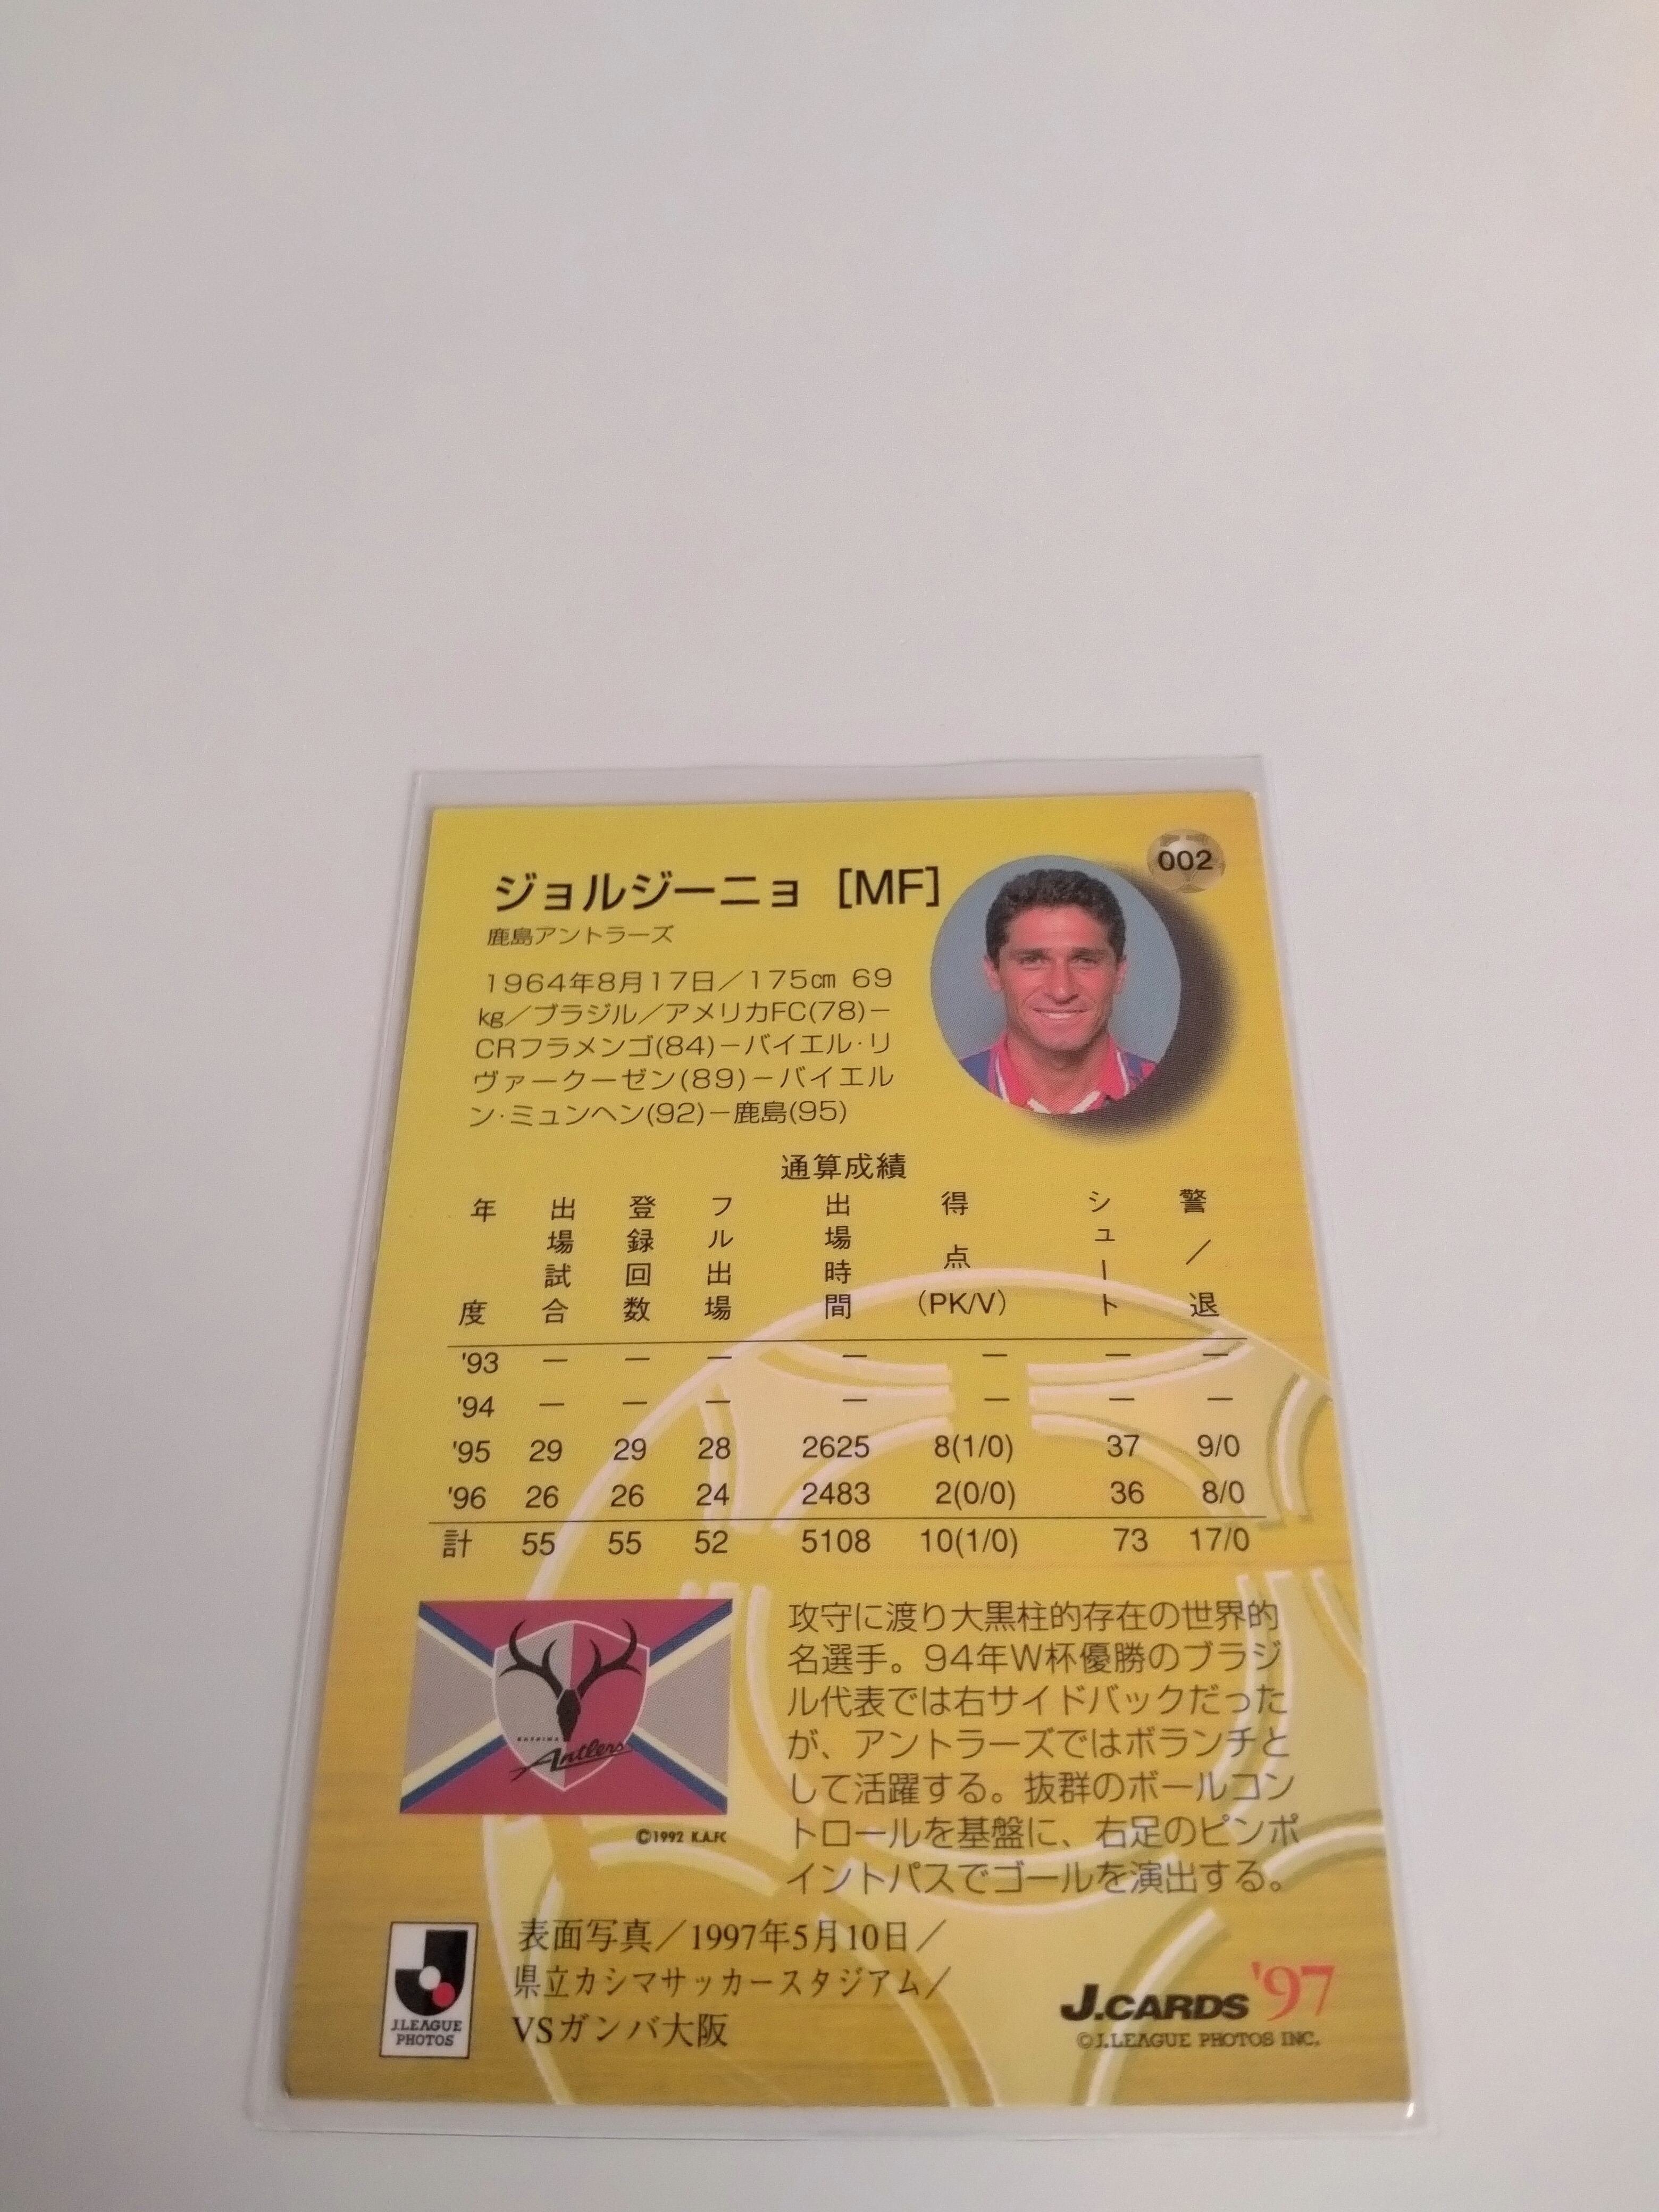 002
ジョルジーニョ [MF]
鹿島アントラーズ
1964年8月17日／175㎝ 69
㎏／ブラジル／アメリカFC(78)－
CRフラメンゴ(84)－バイエル・リ
ヴァークーゼン(89)－バイエル
ン・ミュンヘン(92)－鹿島(95)
通算成績
年度 出場試合 登録回数 フル出場 出場時間 得点(PK/V) シュート 警／退
'93 － － － － － － －
'94 － － － － － － －
'95 29 29 28 2625 8(1/0) 37 9/0
'96 26 26 24 2483 2(0/0) 36 8/0
計 55 55 52 5108 10(1/0) 73 17/0
KASHIMA
Antlers
©1992 K.A.FC
攻守に渡り大黒柱的存在の世界的
名選手。94年W杯優勝のブラジ
ル代表では右サイドバックだった
が、アントラーズではボランチと
して活躍する。抜群のボールコン
トロールを基盤に、右足のピンポ
イントパスでゴールを演出する。
J.LEAGUE
PHOTOS
表面写真／1997年5月10日／
県立カシマサッカースタジアム／
VSガンバ大阪
J.CARDS '97
©J.LEAGUE PHOTOS INC.